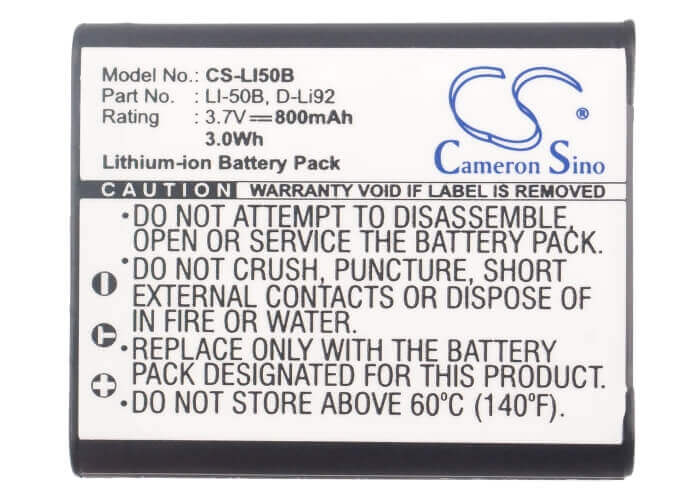 Model No.: CS-LI50B
Part No.: LI-50B, D-Li92
Rating : 3.7V⎓800mAh
3.0Wh
Lithium-ion Battery Pack
CS
Cameron Sino
CAUTION WARRANTY VOID IF LABEL IS REMOVED
•DO NOT ATTEMPT TO DISASSEMBLE,
OPEN OR SERVICE THE BATTERY PACK.
•DO NOT CRUSH, PUNCTURE, SHORT
EXTERNAL CONTACTS OR DISPOSE OF
IN FIRE OR WATER.
•REPLACE ONLY WITH THE BATTERY
PACK DESIGNATED FOR THE EQUIPMENT.
•DO NOT STORE ABOVE 60°C (140°F).